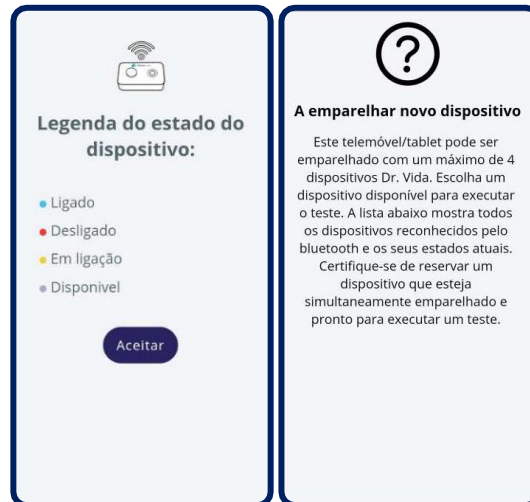 Legenda do estado do
dispositivo:
Ligado
Desligado
Em ligação
Disponivel
Aceitar
A emparelhar novo dispositivo
Este telemóvel/tablet pode ser
emparelhado com um máximo de 4
dispositivos Dr. Vida. Escolha um
dispositivo disponível para executar
o teste. A lista abaixo mostra todos
os dispositivos reconhecidos pelo
bluetooth e os seus estados atuais.
Certifique-se de reservar um
dispositivo que esteja
simultaneamente emparelhado e
pronto para executar um teste.